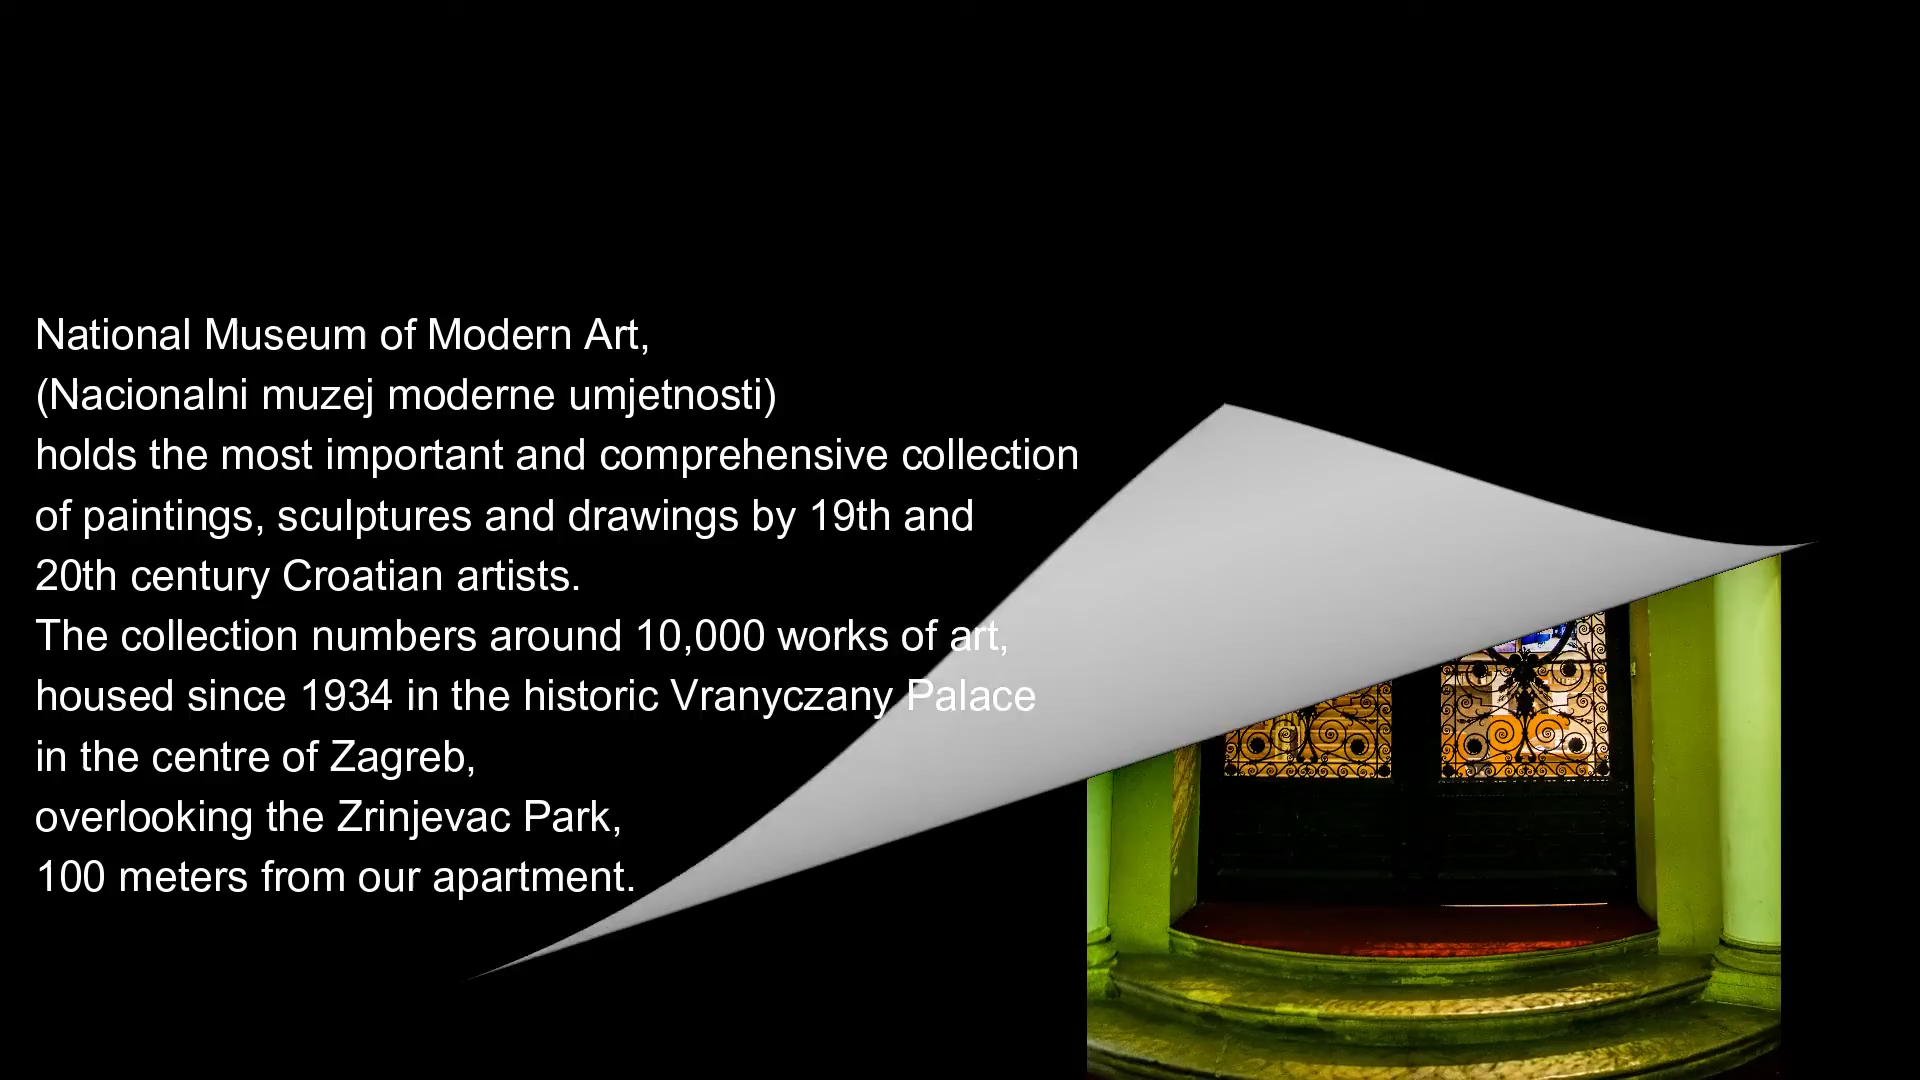 National Museum of Modern Art,
(Nacionalni muzej moderne umjetnosti)
holds the most important and comprehensive collection
of paintings, sculptures and drawings by 19th and
20th century Croatian artists.
The collection numbers around 10,000 works of art,
housed since 1934 in the historic Vranyczany Palace
in the centre of Zagreb,
overlooking the Zrinjevac Park,
100 meters from our apartment.